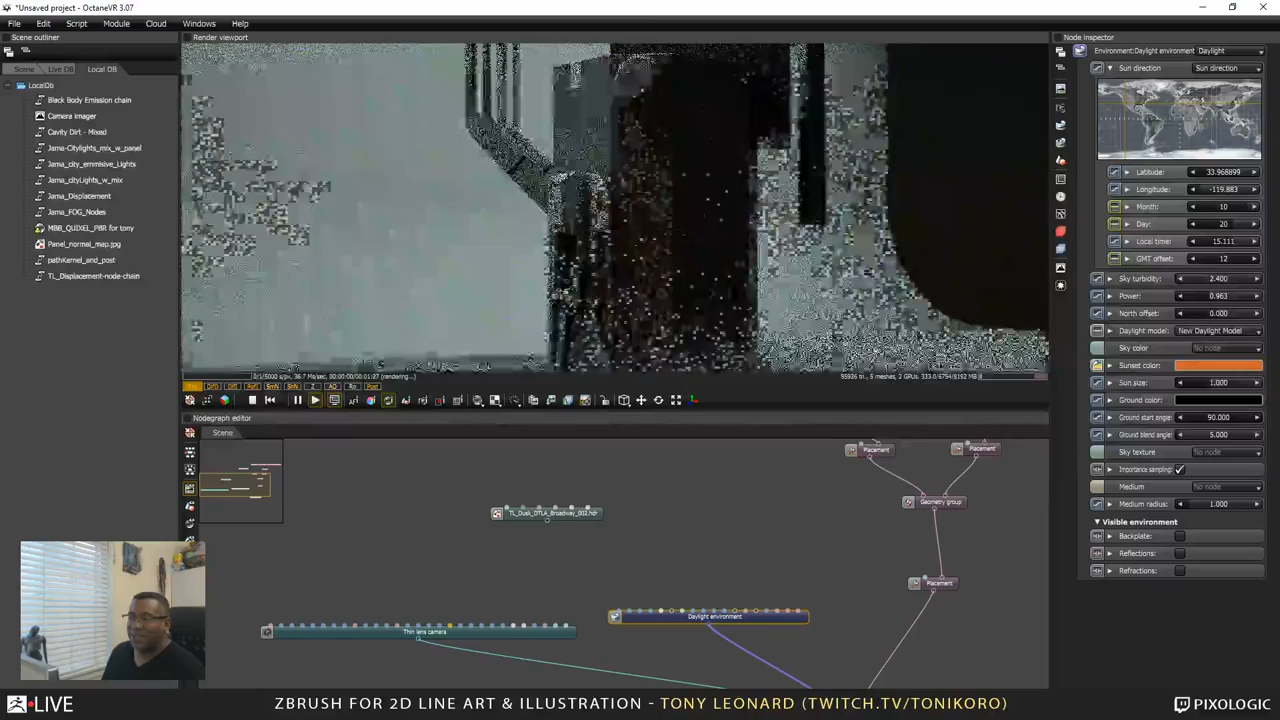 *Unsaved project - OctaneVR 3.07
File Edit Script Module Cloud Windows Help
Scene outliner
Render viewport
Node inspector
Environment:Daylight environment Daylight
Scene Live DB Local DB
Sun direction Sun direction
LocalDb
Black Body Emission chain
Camera imager
Cavity Dirt - Mixed
Jama-Citylights_mix_w_panel
Jama_city_emmisive_Lights
Jama_cityLights_w_mix
Jama_Displacement
Jama_FOG_Nodes
MBB_QUIXEL_PBR for tony
Panel_normal_map.jpg
pathKernel_and_post
TL_Displacement-node-chain
Latitude: 33.968899
Longitude: -119.883
Month: 10
Day: 20
Local time: 15.111
GMT offset: 12
Sky turbidity: 2.400
Power: 0.963
North offset: 0.000
Daylight model: New Daylight Model
Sky color No node
Sunset color:
Sun size: 1.000
Ground color:
Ground start angle: 90.000
Ground blend angle: 5.000
Sky texture No node
Importance sampling:
Medium No node
Medium radius: 1.000
Visible environment
Backplate:
Reflections:
Refractions:
Nodegraph editor
Scene
Placement
Placement
Geometry group
TL_Dusk_DTLA_Broadway_002.hdr
Placement
Daylight environment
Thin lens camera
LIVE
ZBRUSH FOR 2D LINE ART & ILLUSTRATION - TONY LEONARD (TWITCH.TV/TONIKORO)
PIXOLOGIC